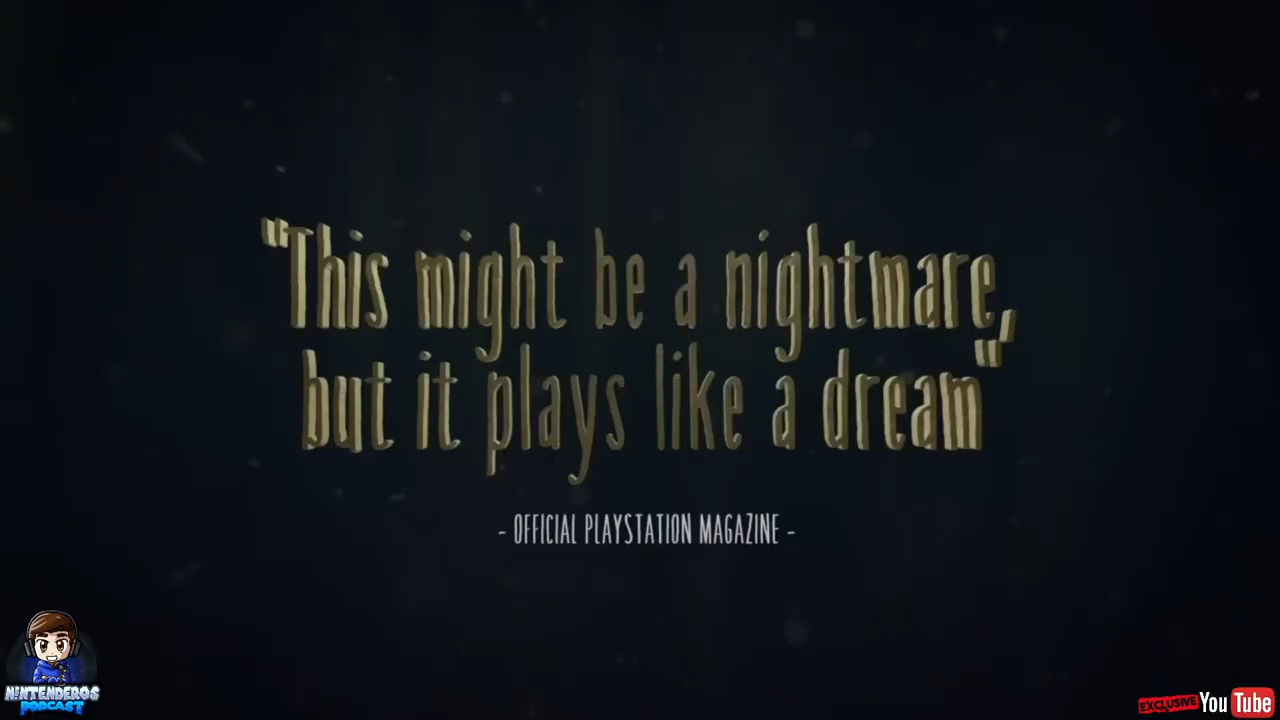 "This might be a nightmare,
but it plays like a dream"
- OFFICIAL PLAYSTATION MAGAZINE -
NINTENDEROS
PODCAST
EXCLUSIVE YouTube